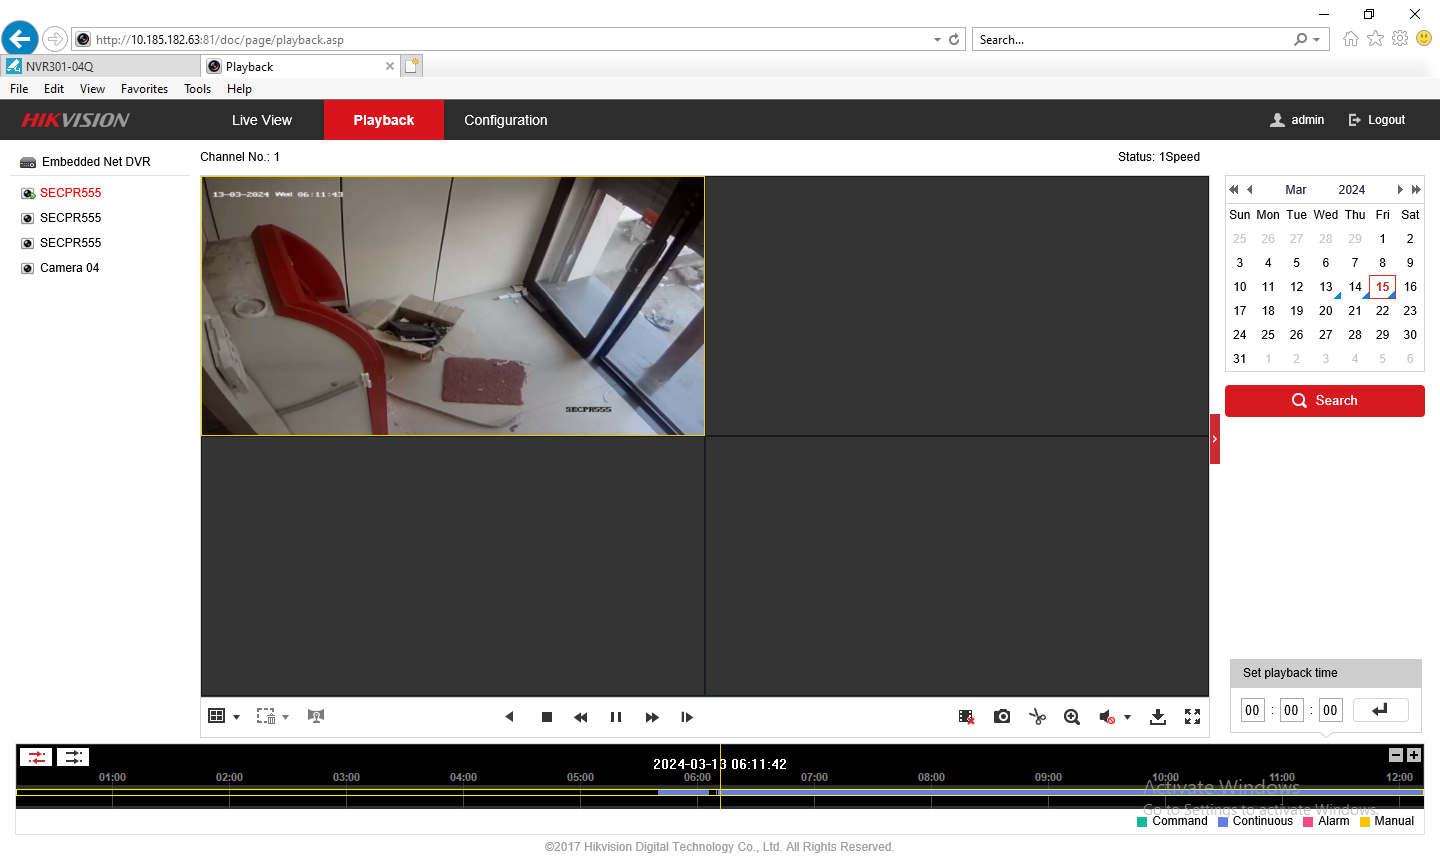 http://10.185.182.63:81/doc/page/playback.asp
Search...
NVR301-04Q
Playback
File Edit View Favorites Tools Help
HIKVISION
Live View
Playback
Configuration
admin
Logout
Embedded Net DVR
SECPR555
SECPR555
SECPR555
Camera 04
Channel No.: 1
Status: 1Speed
13-03-2024 Wed 06:11:43
SECPR555
Mar 2024
Sun Mon Tue Wed Thu Fri Sat
25 26 27 28 29 1 2
3 4 5 6 7 8 9
10 11 12 13 14 15 16
17 18 19 20 21 22 23
24 25 26 27 28 29 30
31 1 2 3 4 5 6
Search
Set playback time
00 : 00 : 00
2024-03-13 06:11:42
01:00 02:00 03:00 04:00 05:00 06:00 07:00 08:00 09:00 10:00 11:00 12:00
Activate Windows
Go to Settings to activate Windows.
Command Continuous Alarm Manual
©2017 Hikvision Digital Technology Co., Ltd. All Rights Reserved.